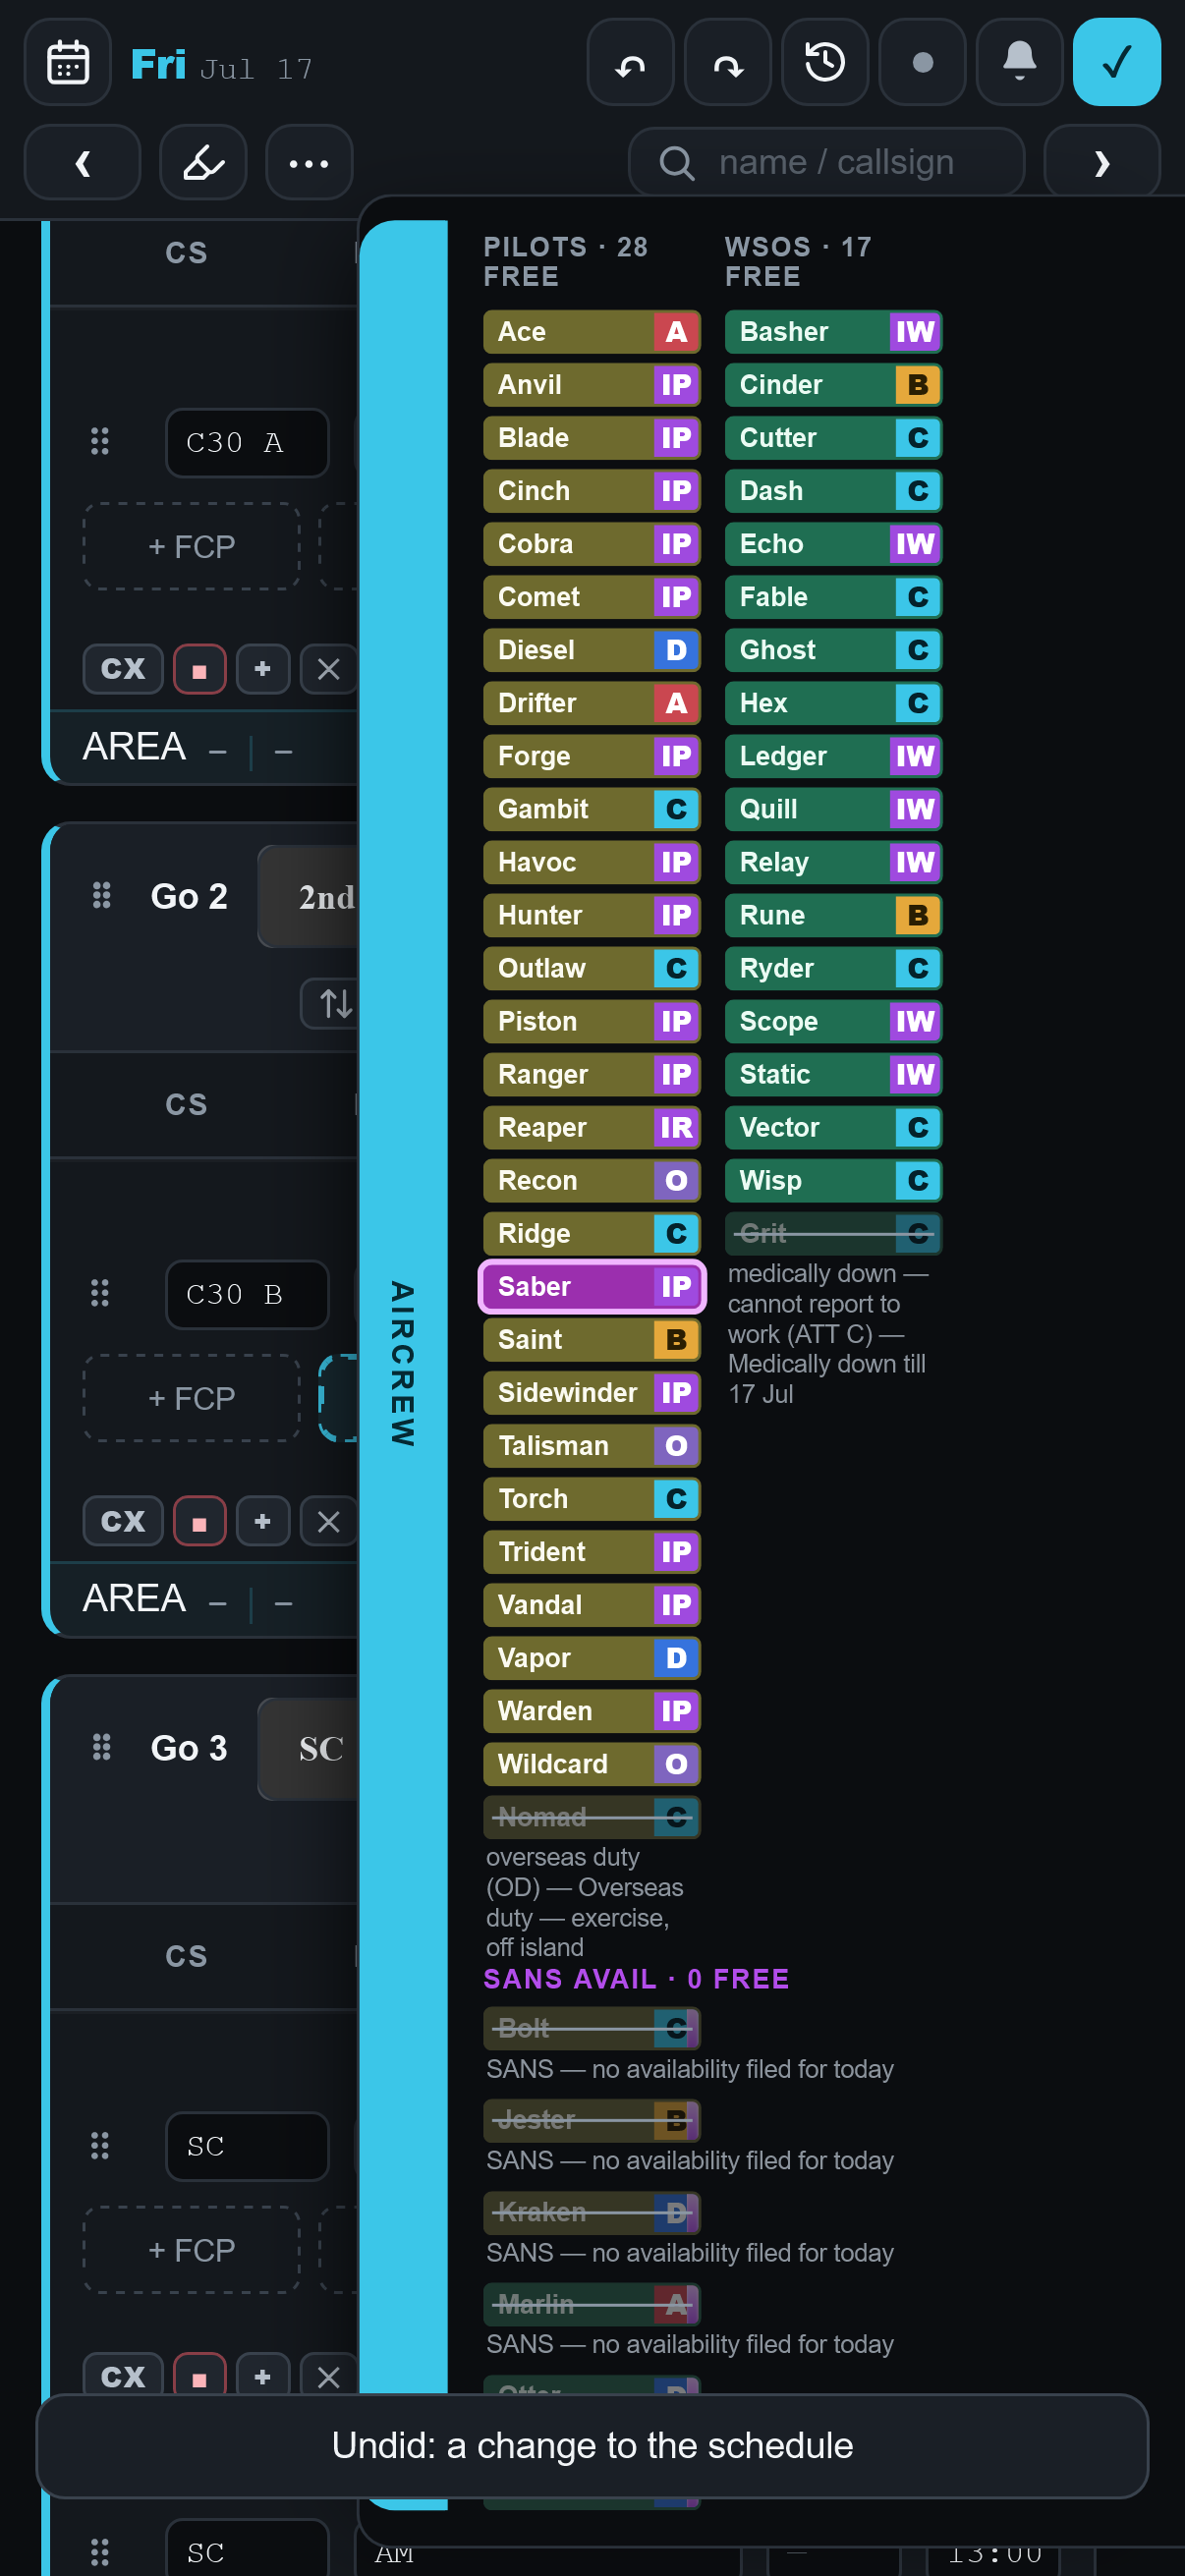 Fri Jul 17
name / callsign
CS
C30 A
+ FCP
CX
AREA – | –
Go 2 2nd
CS
C30 B
+ FCP
CX
AREA – | –
Go 3 SC
CS
SC
+ FCP
CX
SC AM – 13:00
AIRCREW
PILOTS · 28
FREE
Ace A
Anvil IP
Blade IP
Cinch IP
Cobra IP
Comet IP
Diesel D
Drifter A
Forge IP
Gambit C
Havoc IP
Hunter IP
Outlaw C
Piston IP
Ranger IP
Reaper IR
Recon O
Ridge C
Saber IP
Saint B
Sidewinder IP
Talisman O
Torch C
Trident IP
Vandal IP
Vapor D
Warden IP
Wildcard O
Nomad C
overseas duty
(OD) — Overseas
duty — exercise,
off island
WSOS · 17
FREE
Basher IW
Cinder B
Cutter C
Dash C
Echo IW
Fable C
Ghost C
Hex C
Ledger IW
Quill IW
Relay IW
Rune B
Ryder C
Scope IW
Static IW
Vector C
Wisp C
Grit C
medically down —
cannot report to
work (ATT C) —
Medically down till
17 Jul
SANS AVAIL · 0 FREE
Bolt C
SANS — no availability filed for today
Jester B
SANS — no availability filed for today
Kraken D
SANS — no availability filed for today
Marlin A
SANS — no availability filed for today
Undid: a change to the schedule